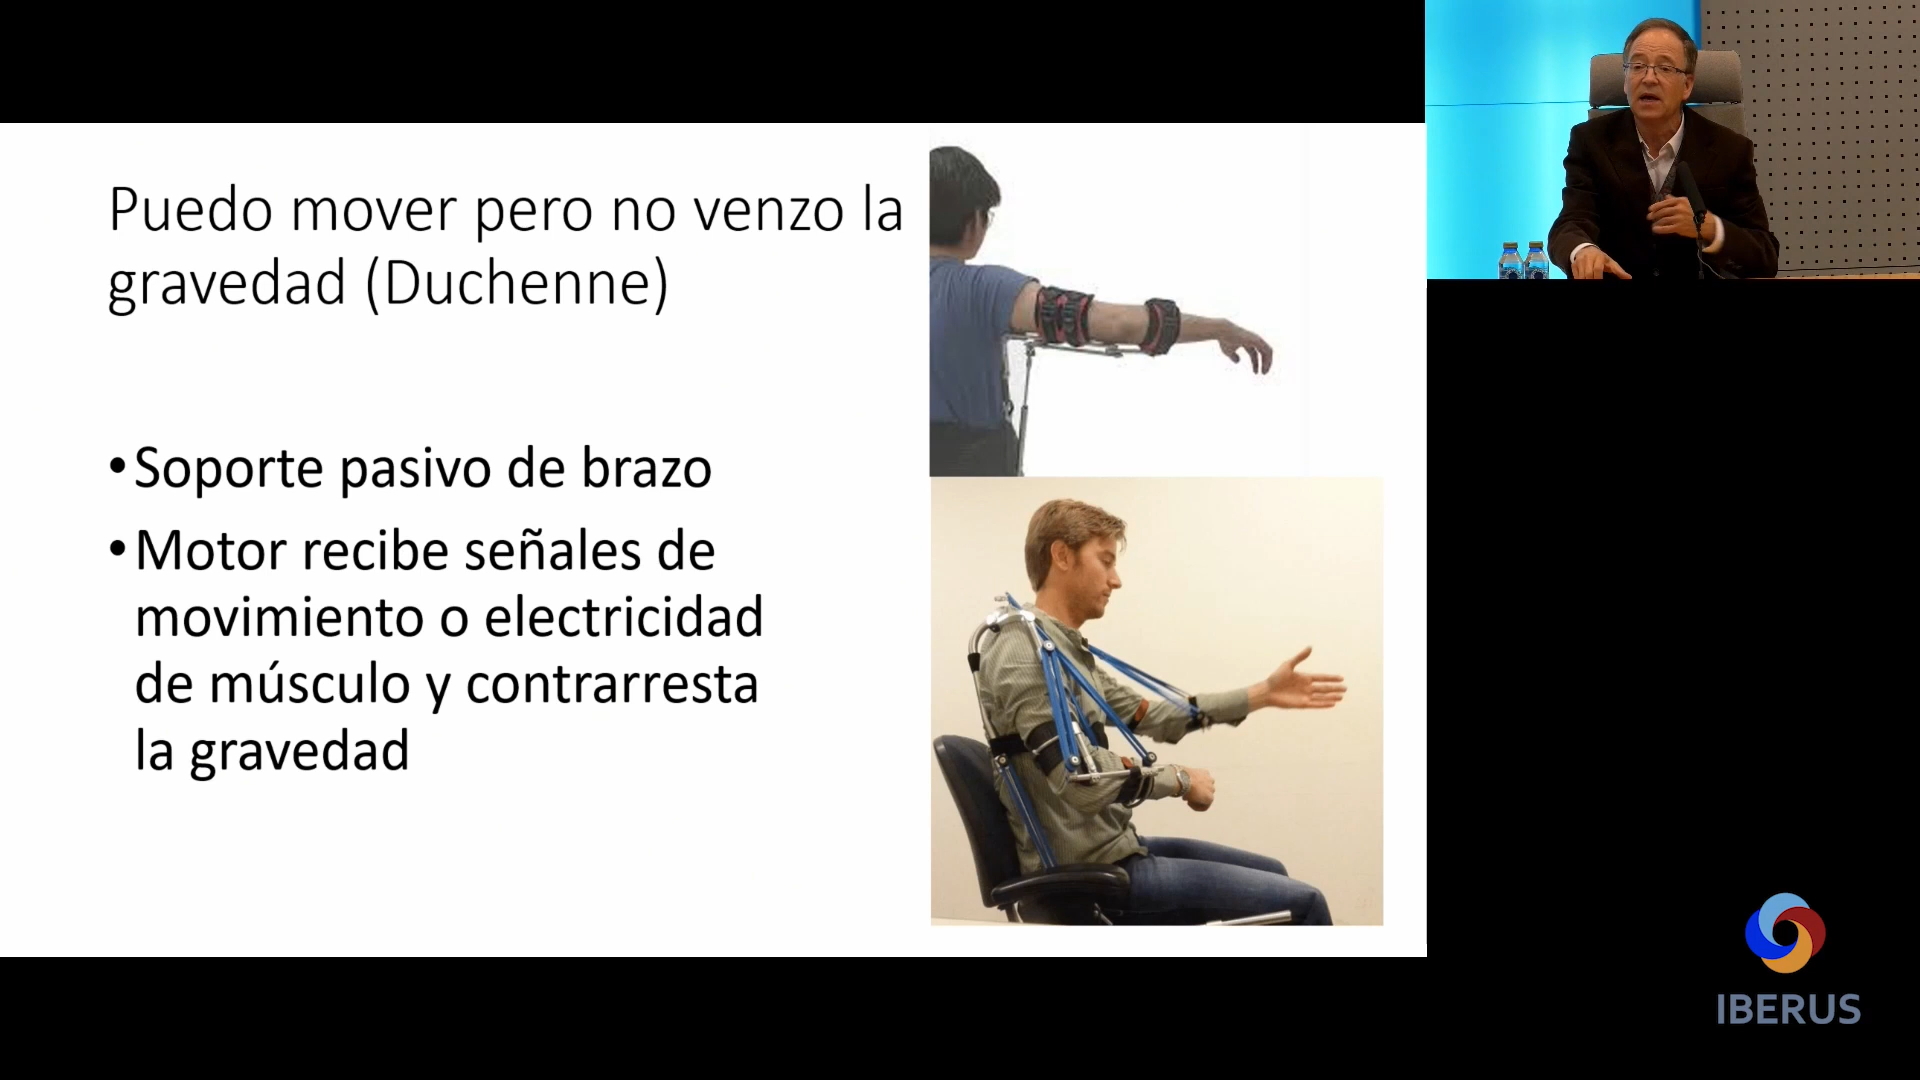 Puedo mover pero no venzo la
gravedad (Duchenne)
•Soporte pasivo de brazo
•Motor recibe señales de
movimiento o electricidad
de músculo y contrarresta
la gravedad
IBERUS